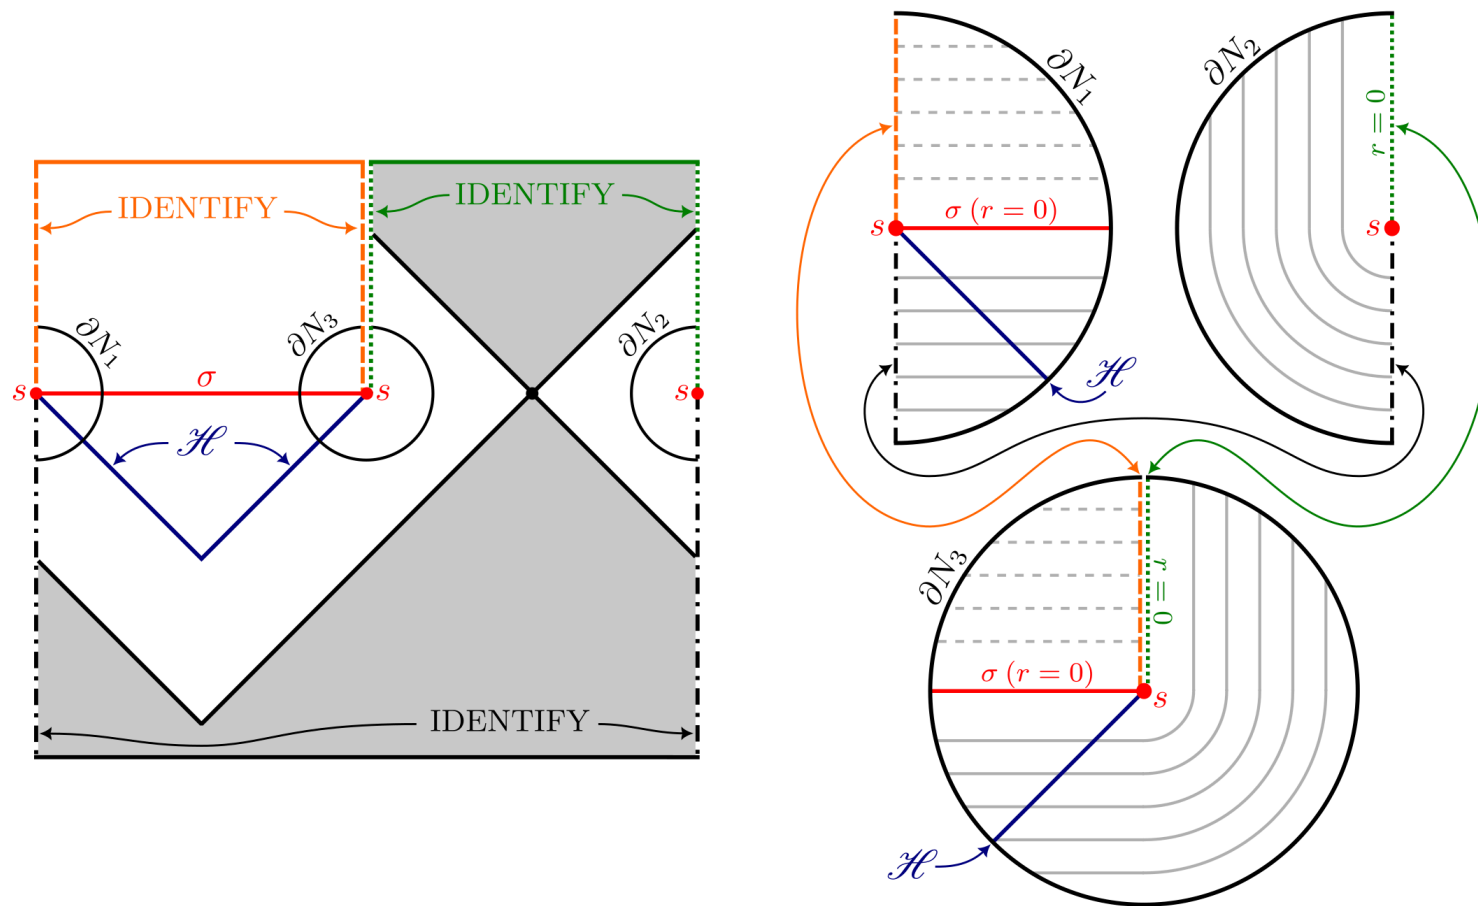 IDENTIFY
IDENTIFY
∂N₁
∂N₃
∂N₂
s
σ
s
s
ℋ
IDENTIFY
∂N₁
∂N₂
r = 0
s
σ (r = 0)
s
ℋ
∂N₃
r = 0
σ (r = 0)
s
ℋ